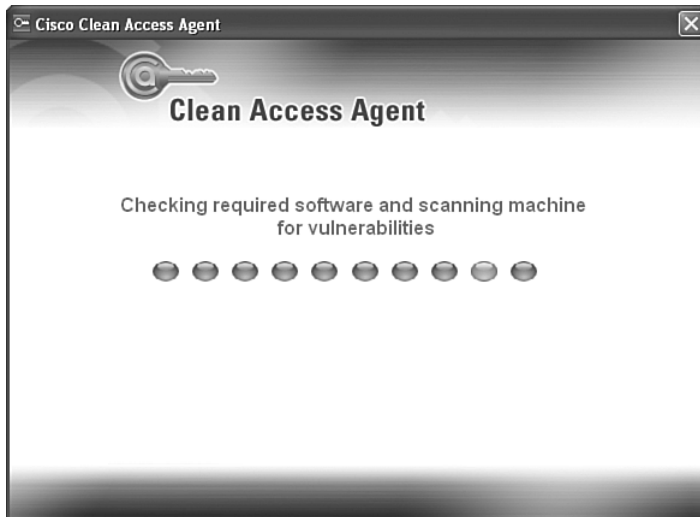 Cisco Clean Access Agent
Clean Access Agent
Checking required software and scanning machine
for vulnerabilities